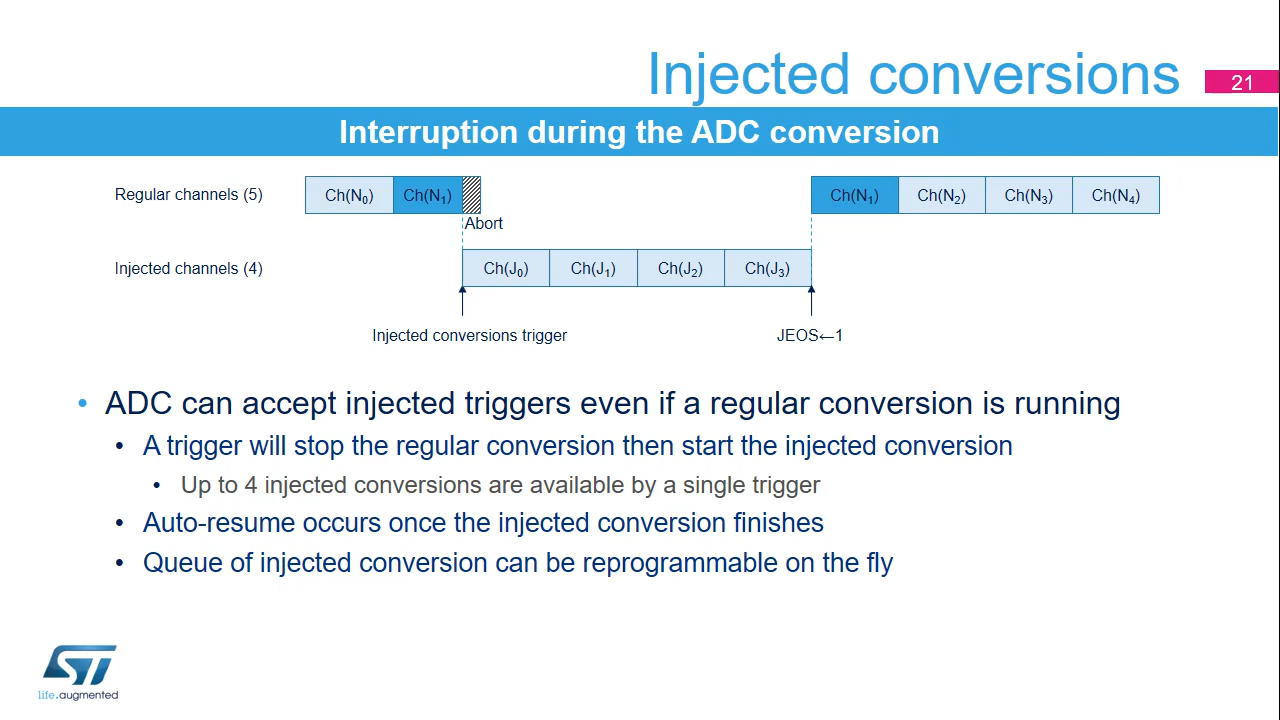 Injected conversions
21
Interruption during the ADC conversion
Regular channels (5)
Ch(N0) Ch(N1) Ch(N1) Ch(N2) Ch(N3) Ch(N4)
Abort
Injected channels (4)
Ch(J0) Ch(J1) Ch(J2) Ch(J3)
Injected conversions trigger
JEOS←1
• ADC can accept injected triggers even if a regular conversion is running
• A trigger will stop the regular conversion then start the injected conversion
• Up to 4 injected conversions are available by a single trigger
• Auto-resume occurs once the injected conversion finishes
• Queue of injected conversion can be reprogrammable on the fly
ST
life.augmented